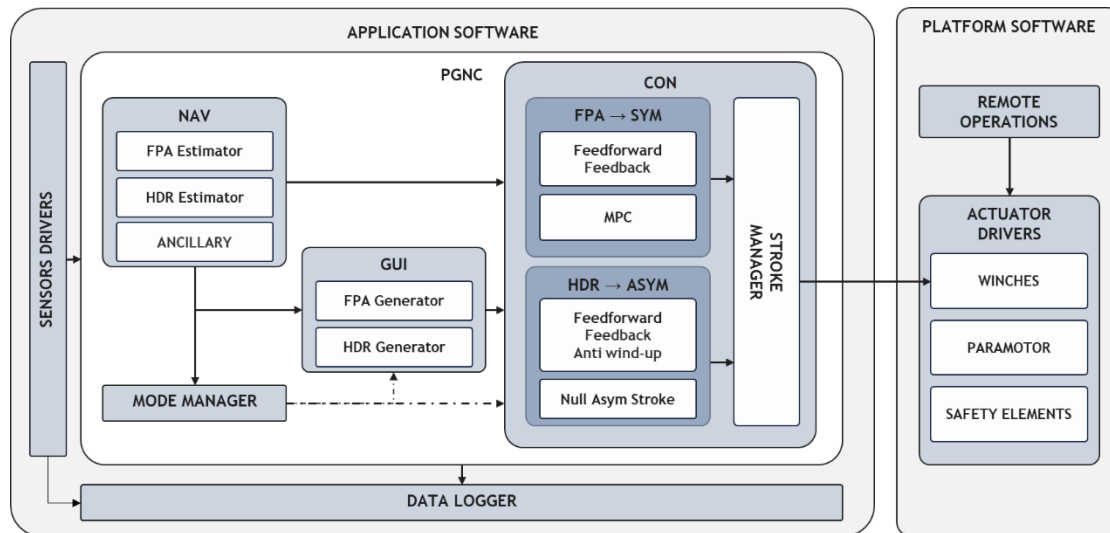 APPLICATION SOFTWARE
SENSORS DRIVERS
PGNC
NAV
FPA Estimator
HDR Estimator
ANCILLARY
GUI
FPA Generator
HDR Generator
MODE MANAGER
CON
FPA → SYM
Feedforward
Feedback
MPC
HDR → ASYM
Feedforward
Feedback
Anti wind-up
Null Asym Stroke
STROKE
MANAGER
DATA LOGGER
PLATFORM SOFTWARE
REMOTE
OPERATIONS
ACTUATOR
DRIVERS
WINCHES
PARAMOTOR
SAFETY ELEMENTS